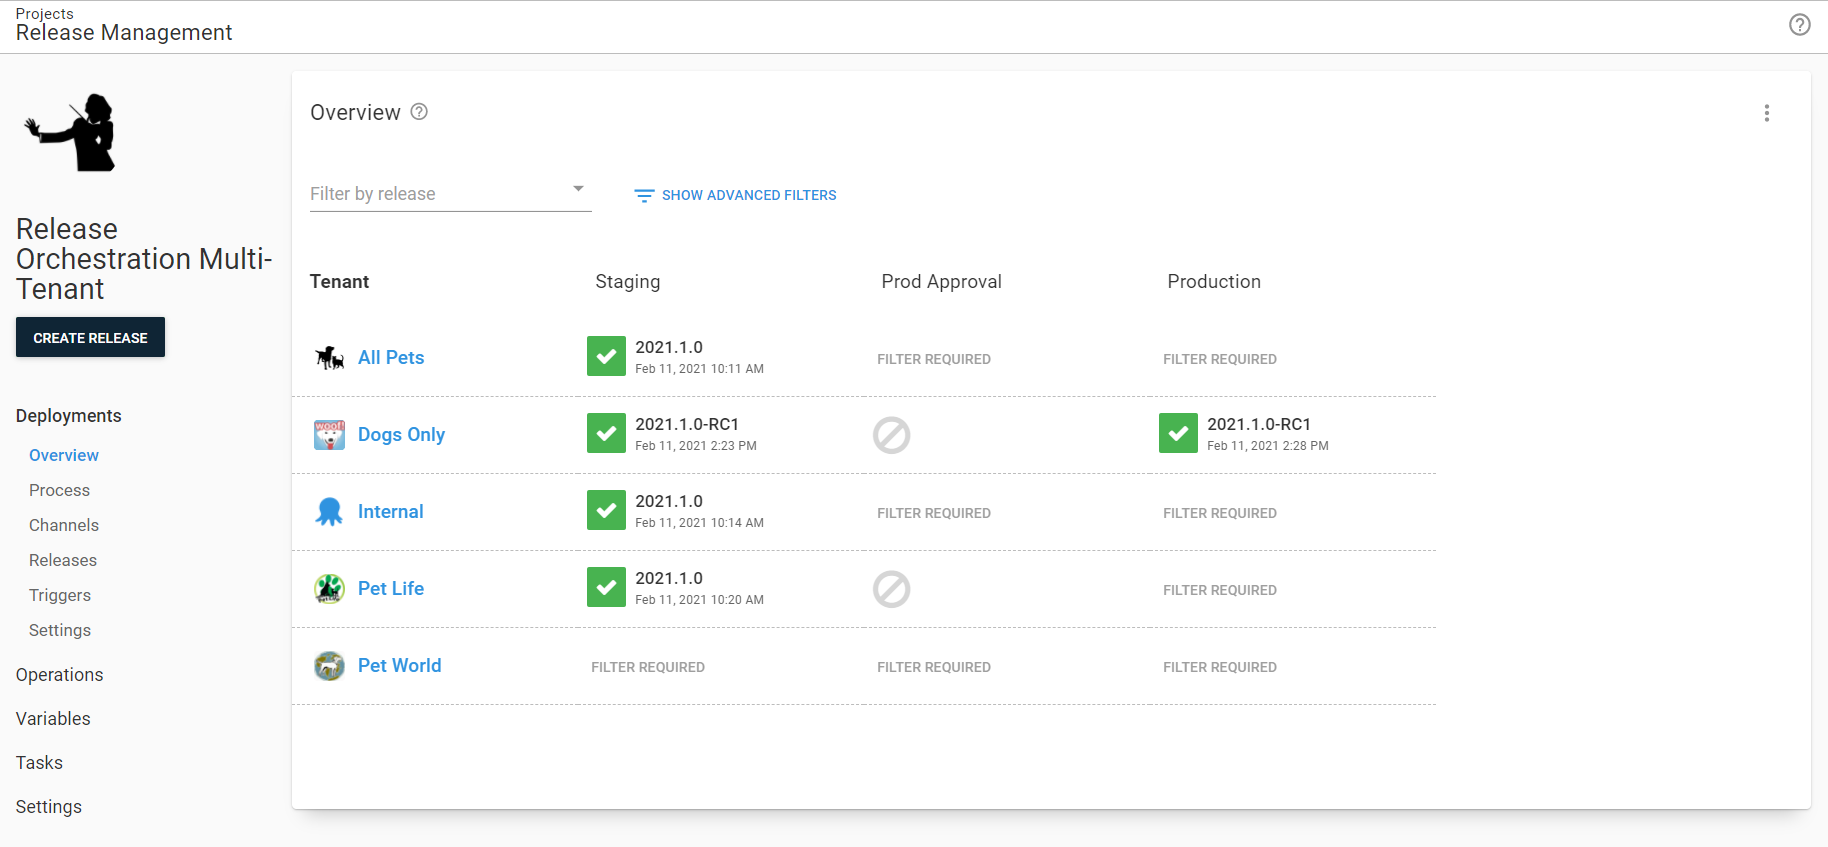 Projects
Release Management
Release
Orchestration Multi-
Tenant
CREATE RELEASE
Deployments
Overview
Process
Channels
Releases
Triggers
Settings
Operations
Variables
Tasks
Settings
Overview
Filter by release
SHOW ADVANCED FILTERS
Tenant Staging Prod Approval Production
All Pets 2021.1.0 FILTER REQUIRED FILTER REQUIRED
Feb 11, 2021 10:11 AM
woof!
Dogs Only 2021.1.0-RC1 2021.1.0-RC1
Feb 11, 2021 2:23 PM Feb 11, 2021 2:28 PM
Internal 2021.1.0 FILTER REQUIRED FILTER REQUIRED
Feb 11, 2021 10:14 AM
Pet Life 2021.1.0 FILTER REQUIRED
Feb 11, 2021 10:20 AM
Pet World FILTER REQUIRED FILTER REQUIRED FILTER REQUIRED